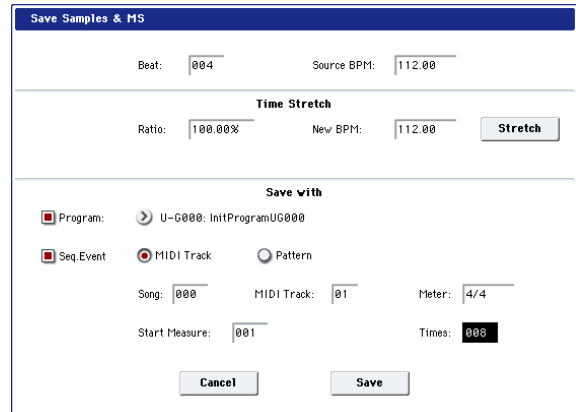 Save Samples & MS
Beat: 004 Source BPM: 112.00
Time Stretch
Ratio: 100.00% New BPM: 112.00 Stretch
Save with
Program: U-G000: InitProgramUG000
Seq.Event MIDI Track Pattern
Song: 000 MIDI Track: 01 Meter: 4/4
Start Measure: 001 Times: 008
Cancel Save